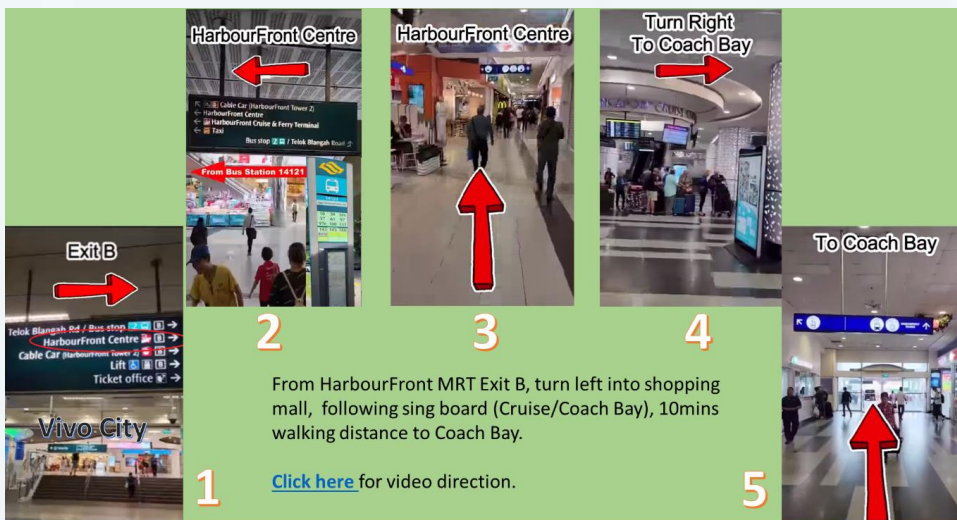 Exit B
Telok Blangah Rd / Bus stop 2 B →
HarbourFront Centre B →
Cable Car (HarbourFront Tower 2) B →
Lift B →
Ticket office →
Vivo City
1
HarbourFront Centre
Cable Car (HarbourFront Tower 2)
← HarbourFront Centre
← HarbourFront Cruise & Ferry Terminal
← Taxi
Bus stop 2 / Telok Blangah Road
From Bus Station 14121
2
HarbourFront Centre
3
Turn Right
To Coach Bay
4
To Coach Bay
5
From HarbourFront MRT Exit B, turn left into shopping
mall, following sing board (Cruise/Coach Bay), 10mins
walking distance to Coach Bay.
Click here for video direction.